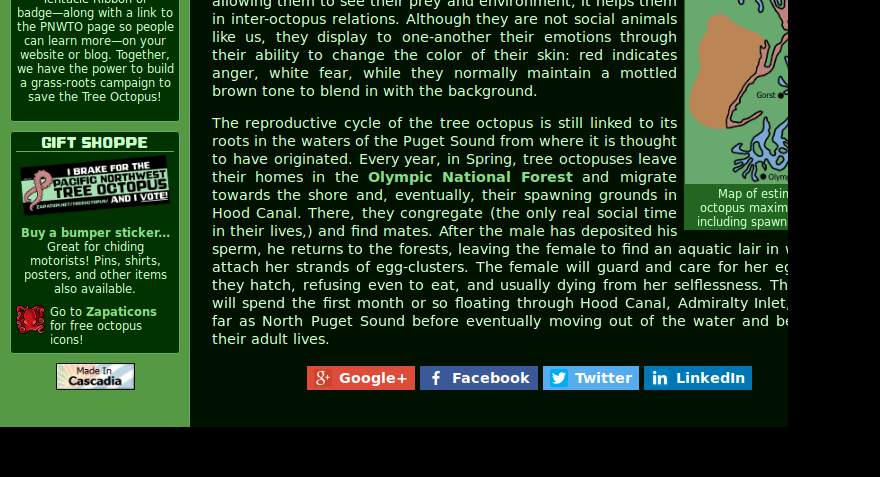 Tentacle Ribbon or
badge—along with a link to
the PNWTO page so people
can learn more—on your
website or blog. Together,
we have the power to build
a grass-roots campaign to
save the Tree Octopus!
GIFT SHOPPE
I BRAKE FOR THE
PACIFIC NORTHWEST
TREE OCTOPUS
ZAPATOPI.NET/TREEOCTOPUS/ AND I VOTE!
Buy a bumper sticker…
Great for chiding
motorists! Pins, shirts,
posters, and other items
also available.
Go to Zapaticons
for free octopus
icons!
Made In
Cascadia
allowing them to see their prey and environment, it helps them
in inter-octopus relations. Although they are not social animals
like us, they display to one-another their emotions through
their ability to change the color of their skin: red indicates
anger, white fear, while they normally maintain a mottled
brown tone to blend in with the background.
The reproductive cycle of the tree octopus is still linked to its
roots in the waters of the Puget Sound from where it is thought
to have originated. Every year, in Spring, tree octopuses leave
their homes in the Olympic National Forest and migrate
towards the shore and, eventually, their spawning grounds in
Hood Canal. There, they congregate (the only real social time
in their lives,) and find mates. After the male has deposited his
sperm, he returns to the forests, leaving the female to find an aquatic lair in
attach her strands of egg-clusters. The female will guard and care for her
they hatch, refusing even to eat, and usually dying from her selflessness.
will spend the first month or so floating through Hood Canal, Admiralty Inlet,
far as North Puget Sound before eventually moving out of the water and
their adult lives.
Gorst
Map of
octopus
including
Google+
Facebook
Twitter
LinkedIn